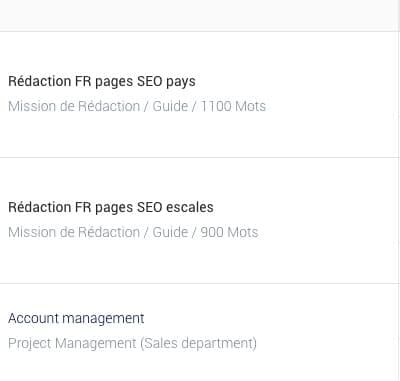 Rédaction FR pages SEO pays
Mission de Rédaction / Guide / 1100 Mots
Rédaction FR pages SEO escales
Mission de Rédaction / Guide / 900 Mots
Account management
Project Management (Sales department)